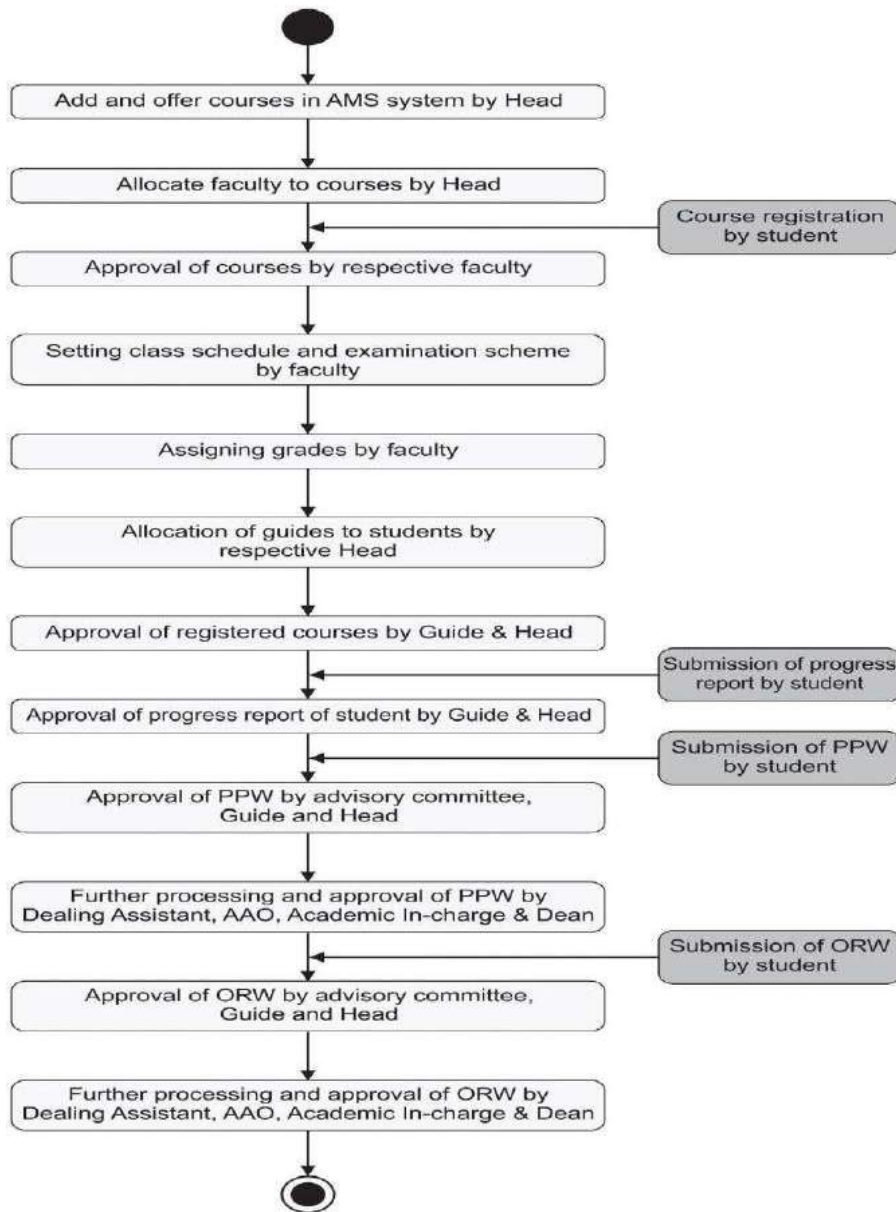 Add and offer courses in AMS system by Head
Allocate faculty to courses by Head
Course registration
by student
Approval of courses by respective faculty
Setting class schedule and examination scheme
by faculty
Assigning grades by faculty
Allocation of guides to students by
respective Head
Approval of registered courses by Guide & Head
Submission of progress
report by student
Approval of progress report of student by Guide & Head
Submission of PPW
by student
Approval of PPW by advisory committee,
Guide and Head
Further processing and approval of PPW by
Dealing Assistant, AAO, Academic In-charge & Dean
Submission of ORW
by student
Approval of ORW by advisory committee,
Guide and Head
Further processing and approval of ORW by
Dealing Assistant, AAO, Academic In-charge & Dean